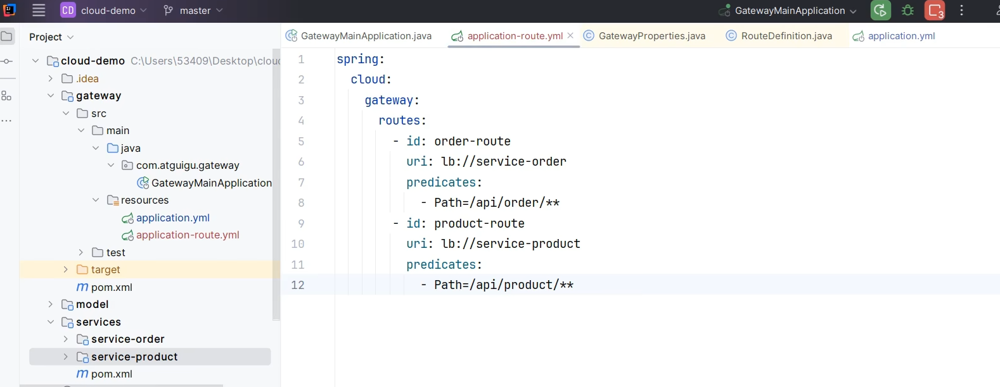 CD cloud-demo master GatewayMainApplication 3
Project
cloud-demo C:\Users\53409\Desktop\clou
.idea
gateway
src
main
java
com.atguigu.gateway
GatewayMainApplication
resources
application.yml
application-route.yml
test
target
pom.xml
model
services
service-order
service-product
pom.xml
GatewayMainApplication.java application-route.yml GatewayProperties.java RouteDefinition.java application.yml
1 spring:
2 cloud:
3 gateway:
4 routes:
5 - id: order-route
6 uri: lb://service-order
7 predicates:
8 - Path=/api/order/**
9 - id: product-route
10 uri: lb://service-product
11 predicates:
12 - Path=/api/product/**